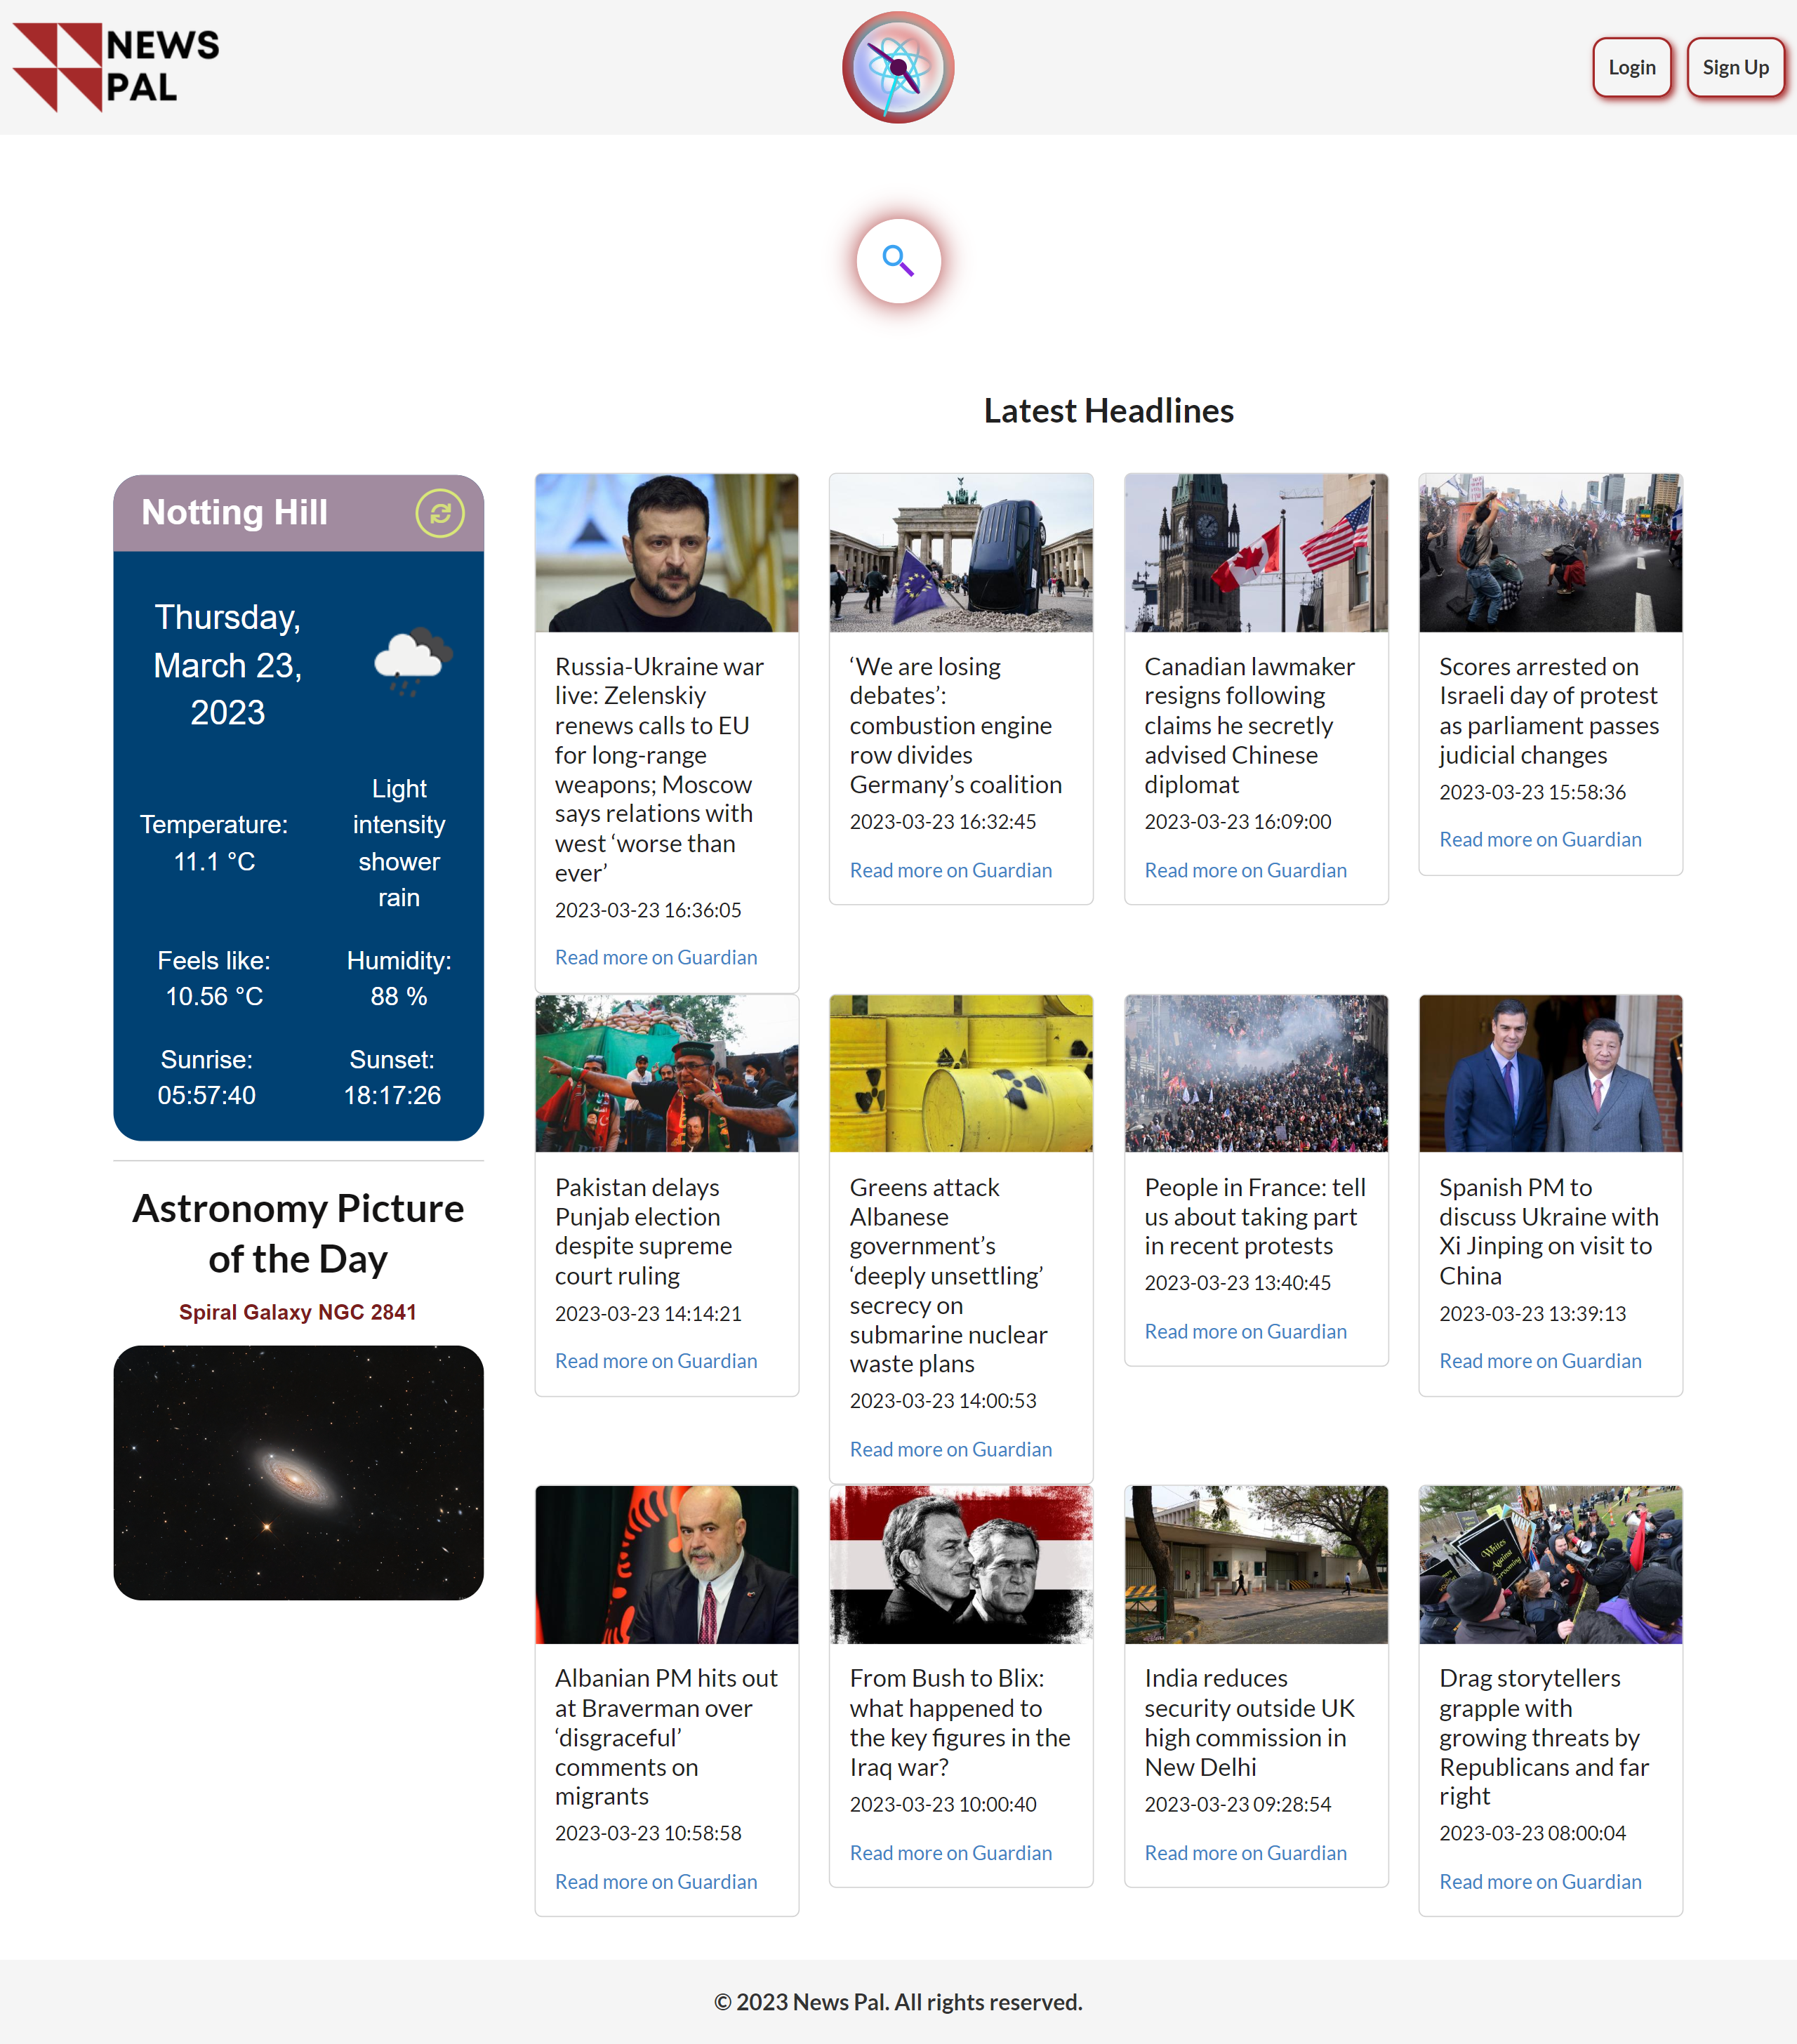 NEWS
PAL
Login
Sign Up
Latest Headlines
Notting Hill
Thursday,
March 23,
2023
Temperature:
11.1 °C
Light
intensity
shower
rain
Feels like:
10.56 °C
Humidity:
88 %
Sunrise:
05:57:40
Sunset:
18:17:26
Astronomy Picture
of the Day
Spiral Galaxy NGC 2841
Russia-Ukraine war
live: Zelenskiy
renews calls to EU
for long-range
weapons; Moscow
says relations with
west ‘worse than
ever’
2023-03-23 16:36:05
Read more on Guardian
‘We are losing
debates’:
combustion engine
row divides
Germany’s coalition
2023-03-23 16:32:45
Read more on Guardian
Canadian lawmaker
resigns following
claims he secretly
advised Chinese
diplomat
2023-03-23 16:09:00
Read more on Guardian
Scores arrested on
Israeli day of protest
as parliament passes
judicial changes
2023-03-23 15:58:36
Read more on Guardian
Pakistan delays
Punjab election
despite supreme
court ruling
2023-03-23 14:14:21
Read more on Guardian
Greens attack
Albanese
government’s
‘deeply unsettling’
secrecy on
submarine nuclear
waste plans
2023-03-23 14:00:53
Read more on Guardian
People in France: tell
us about taking part
in recent protests
2023-03-23 13:40:45
Read more on Guardian
Spanish PM to
discuss Ukraine with
Xi Jinping on visit to
China
2023-03-23 13:39:13
Read more on Guardian
Albanian PM hits out
at Braverman over
‘disgraceful’
comments on
migrants
2023-03-23 10:58:58
Read more on Guardian
From Bush to Blix:
what happened to
the key figures in the
Iraq war?
2023-03-23 10:00:40
Read more on Guardian
India reduces
security outside UK
high commission in
New Delhi
2023-03-23 09:28:54
Read more on Guardian
Whites
Against
Grooming
Drag storytellers
grapple with
growing threats by
Republicans and far
right
2023-03-23 08:00:04
Read more on Guardian
© 2023 News Pal. All rights reserved.